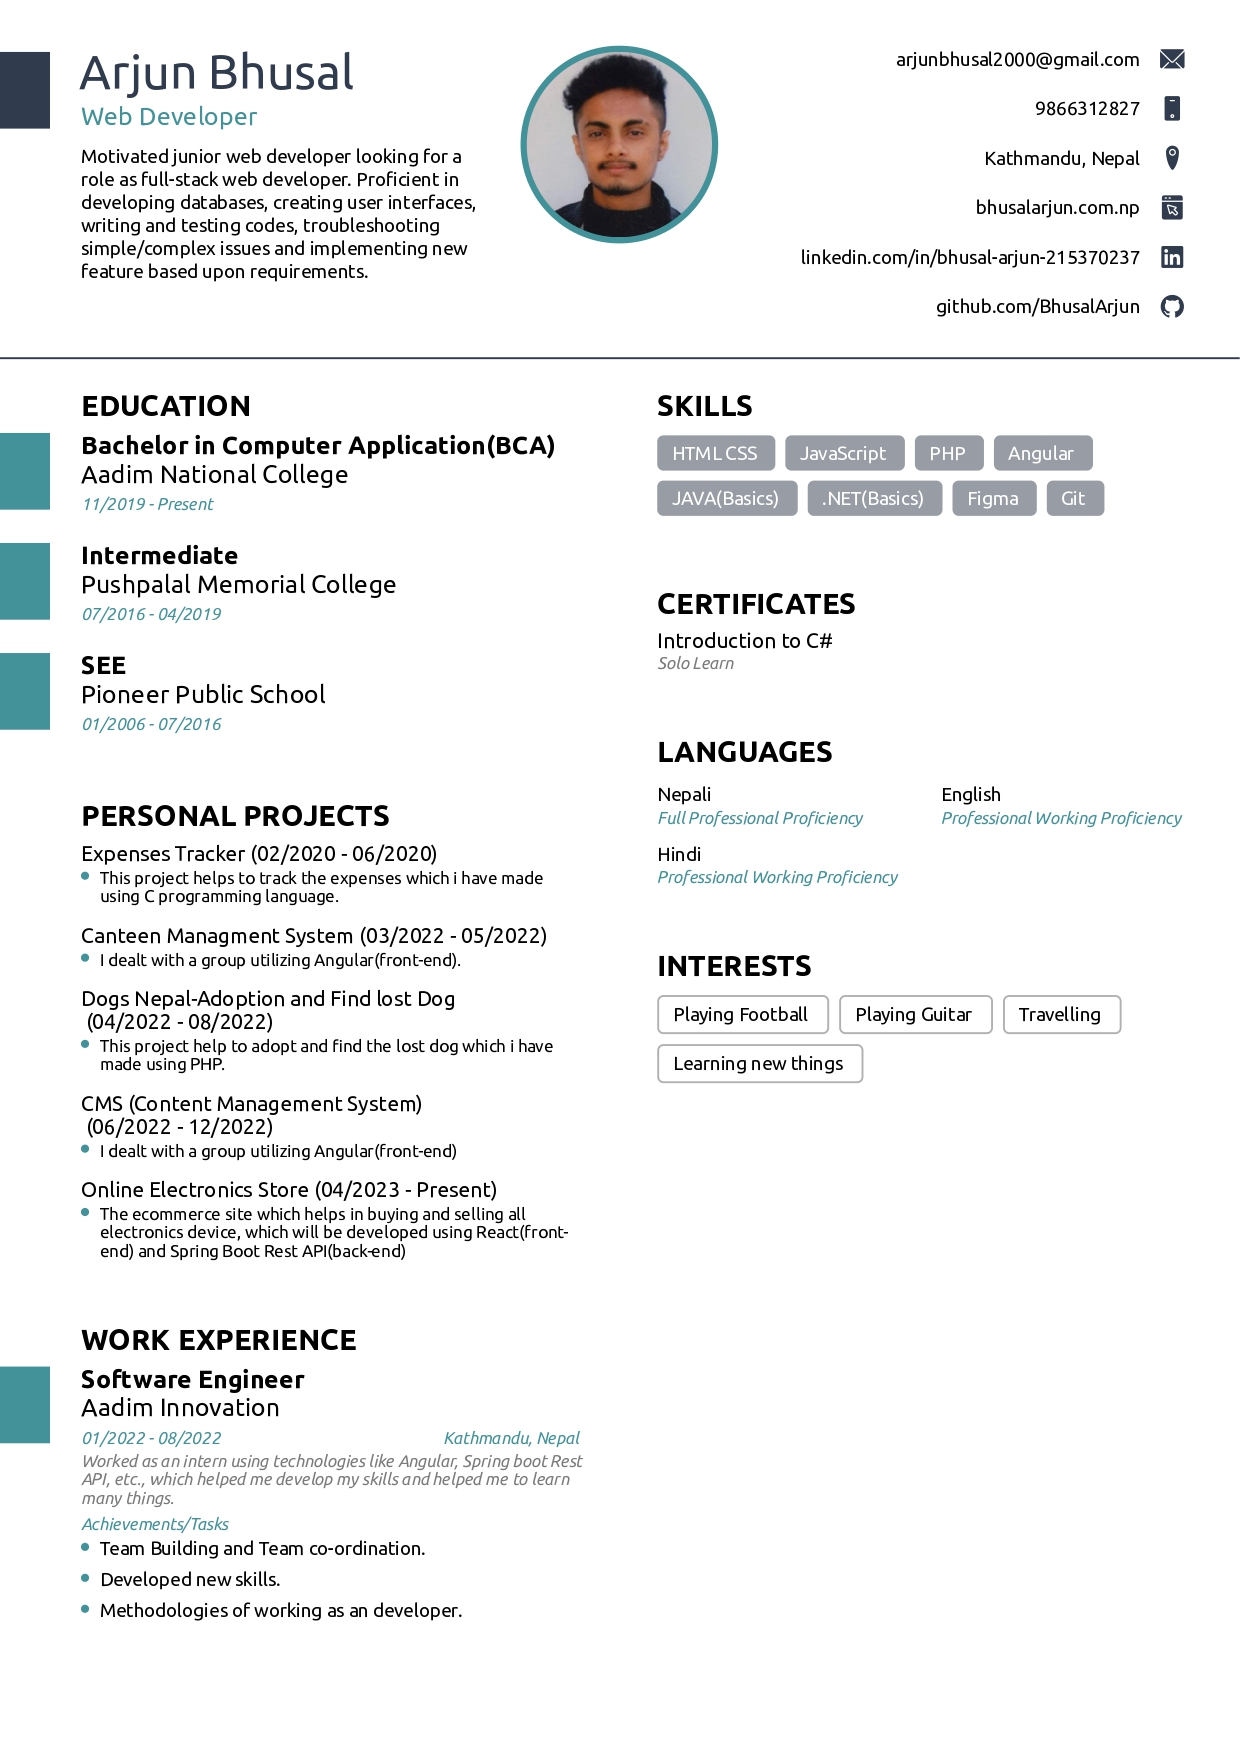 Arjun Bhusal
Web Developer
Motivated junior web developer looking for a
role as full-stack web developer. Proficient in
developing databases, creating user interfaces,
writing and testing codes, troubleshooting
simple/complex issues and implementing new
feature based upon requirements.
arjunbhusal2000@gmail.com
9866312827
Kathmandu, Nepal
bhusalarjun.com.np
linkedin.com/in/bhusal-arjun-215370237
github.com/BhusalArjun
EDUCATION
Bachelor in Computer Application(BCA)
Aadim National College
11/2019 - Present
Intermediate
Pushpalal Memorial College
07/2016 - 04/2019
SEE
Pioneer Public School
01/2006 - 07/2016
PERSONAL PROJECTS
Expenses Tracker (02/2020 - 06/2020)
This project helps to track the expenses which i have made
using C programming language.
Canteen Managment System (03/2022 - 05/2022)
I dealt with a group utilizing Angular(front-end).
Dogs Nepal-Adoption and Find lost Dog
(04/2022 - 08/2022)
This project help to adopt and find the lost dog which i have
made using PHP.
CMS (Content Management System)
(06/2022 - 12/2022)
I dealt with a group utilizing Angular(front-end)
Online Electronics Store (04/2023 - Present)
The ecommerce site which helps in buying and selling all
electronics device, which will be developed using React(front-
end) and Spring Boot Rest API(back-end)
WORK EXPERIENCE
Software Engineer
Aadim Innovation
01/2022 - 08/2022 Kathmandu, Nepal
Worked as an intern using technologies like Angular, Spring boot Rest
API, etc., which helped me develop my skills and helped me to learn
many things.
Achievements/Tasks
Team Building and Team co-ordination.
Developed new skills.
Methodologies of working as an developer.
SKILLS
HTML CSS JavaScript PHP Angular
JAVA(Basics) .NET(Basics) Figma Git
CERTIFICATES
Introduction to C#
Solo Learn
LANGUAGES
Nepali English
Full Professional Proficiency Professional Working Proficiency
Hindi
Professional Working Proficiency
INTERESTS
Playing Football Playing Guitar Travelling
Learning new things